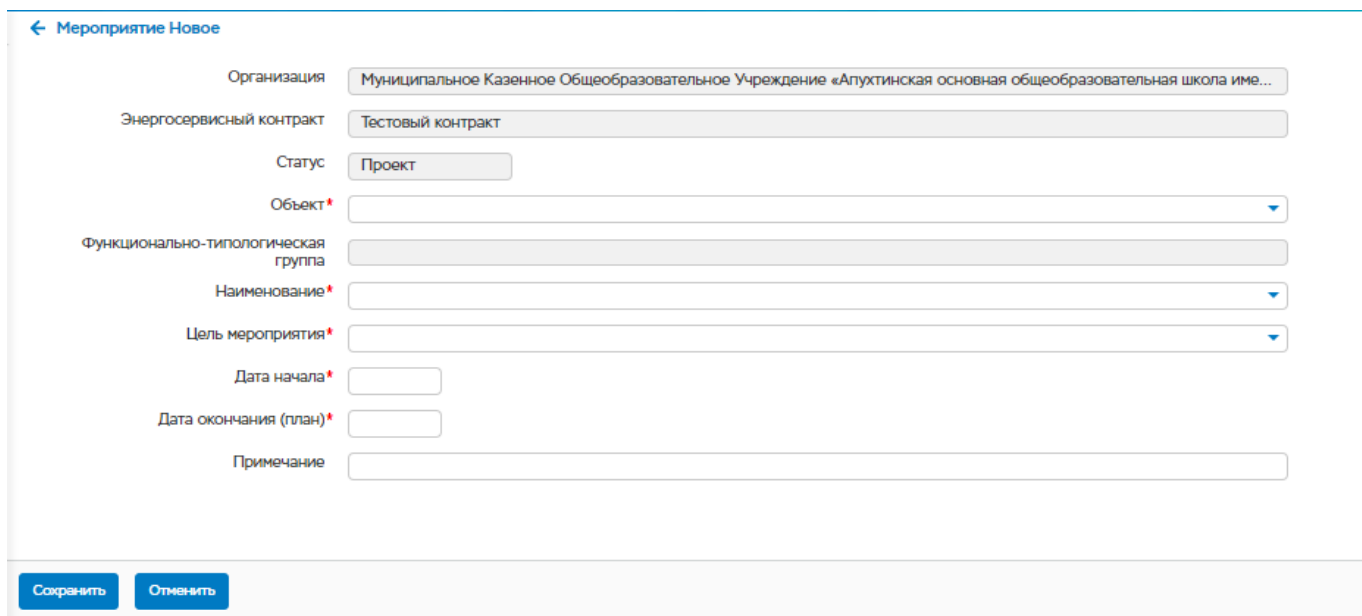 ← Мероприятие Новое
Организация Муниципальное Казенное Общеобразовательное Учреждение «Апухтинская основная общеобразовательная школа име...
Энергосервисный контракт Тестовый контракт
Статус Проект
Объект*
Функционально-типологическая
группа
Наименование*
Цель мероприятия*
Дата начала*
Дата окончания (план)*
Примечание
Сохранить Отменить